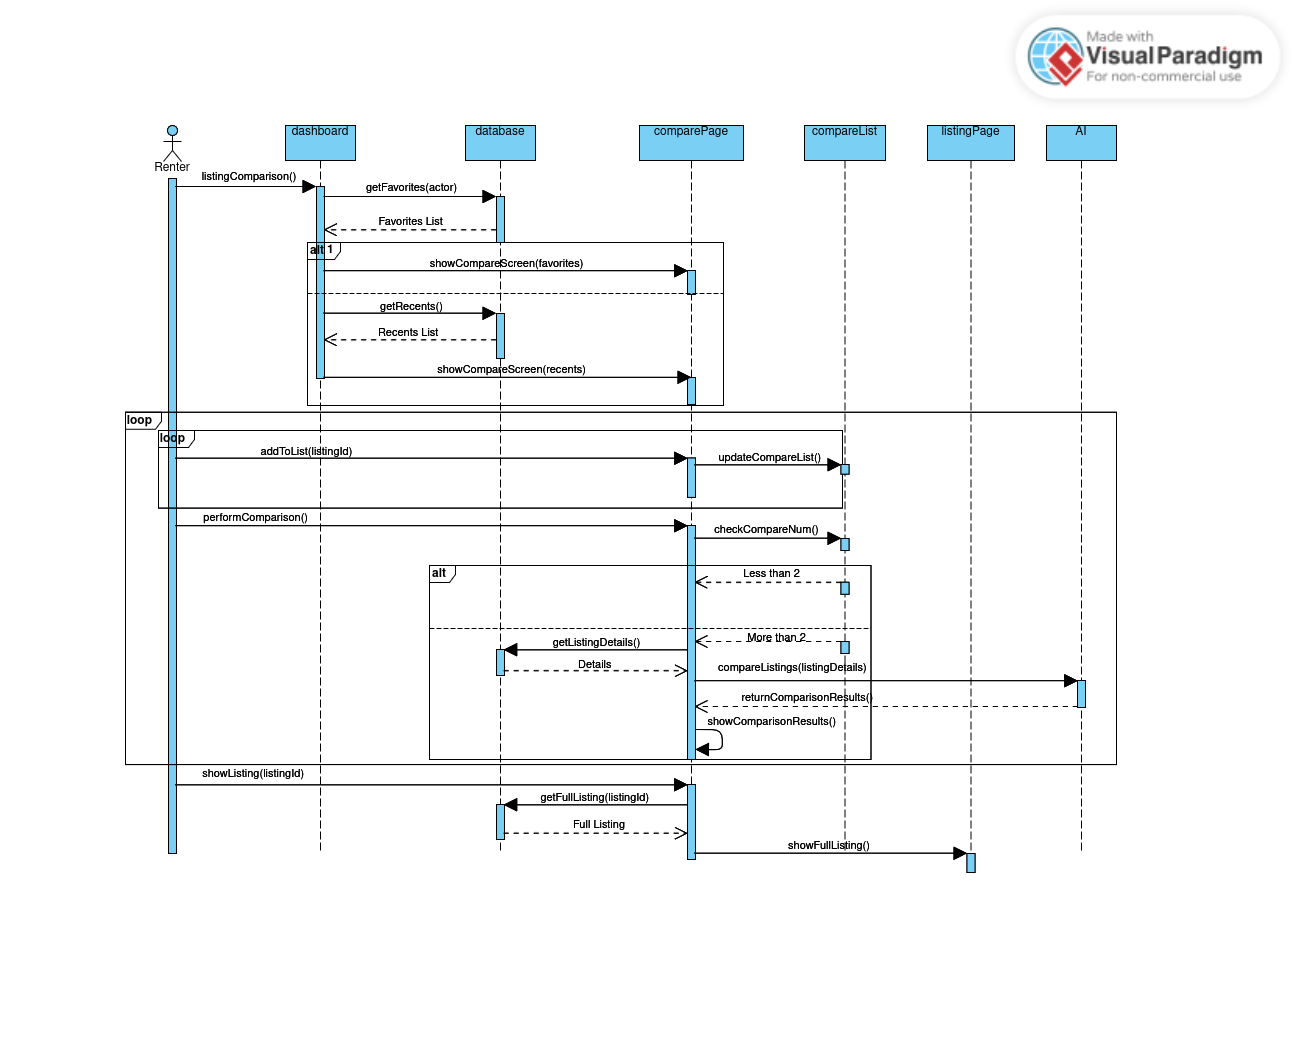 Made with
Visual Paradigm
For non-commercial use
Renter
dashboard
database
comparePage
compareList
listingPage
AI
listingComparison()
getFavorites(actor)
Favorites List
alt 1
showCompareScreen(favorites)
getRecents()
Recents List
showCompareScreen(recents)
loop
loop
addToList(listingId)
updateCompareList()
performComparison()
checkCompareNum()
alt
Less than 2
More than 2
getListingDetails()
Details
compareListings(listingDetails)
returnComparisonResults()
showComparisonResults()
showListing(listingId)
getFullListing(listingId)
Full Listing
showFullListing()